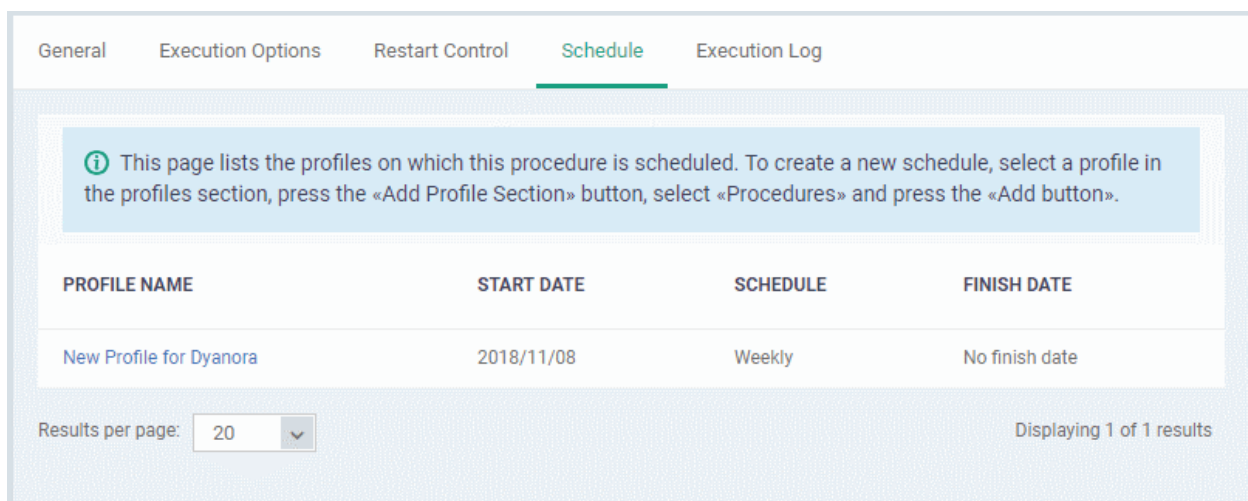 General Execution Options Restart Control Schedule Execution Log
This page lists the profiles on which this procedure is scheduled. To create a new schedule, select a profile in
the profiles section, press the «Add Profile Section» button, select «Procedures» and press the «Add button».
PROFILE NAME START DATE SCHEDULE FINISH DATE
New Profile for Dyanora 2018/11/08 Weekly No finish date
Results per page: 20 Displaying 1 of 1 results